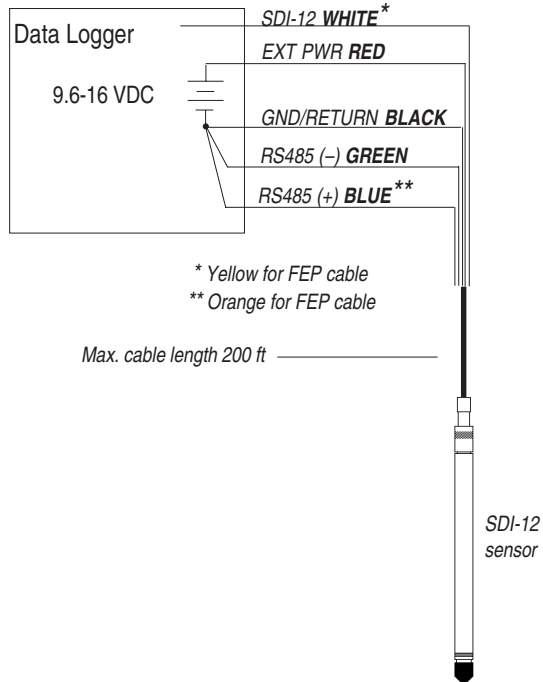 Data Logger
9.6-16 VDC
SDI-12 WHITE*
EXT PWR RED
GND/RETURN BLACK
RS485 (–) GREEN
RS485 (+) BLUE**
* Yellow for FEP cable
** Orange for FEP cable
Max. cable length 200 ft
SDI-12
sensor